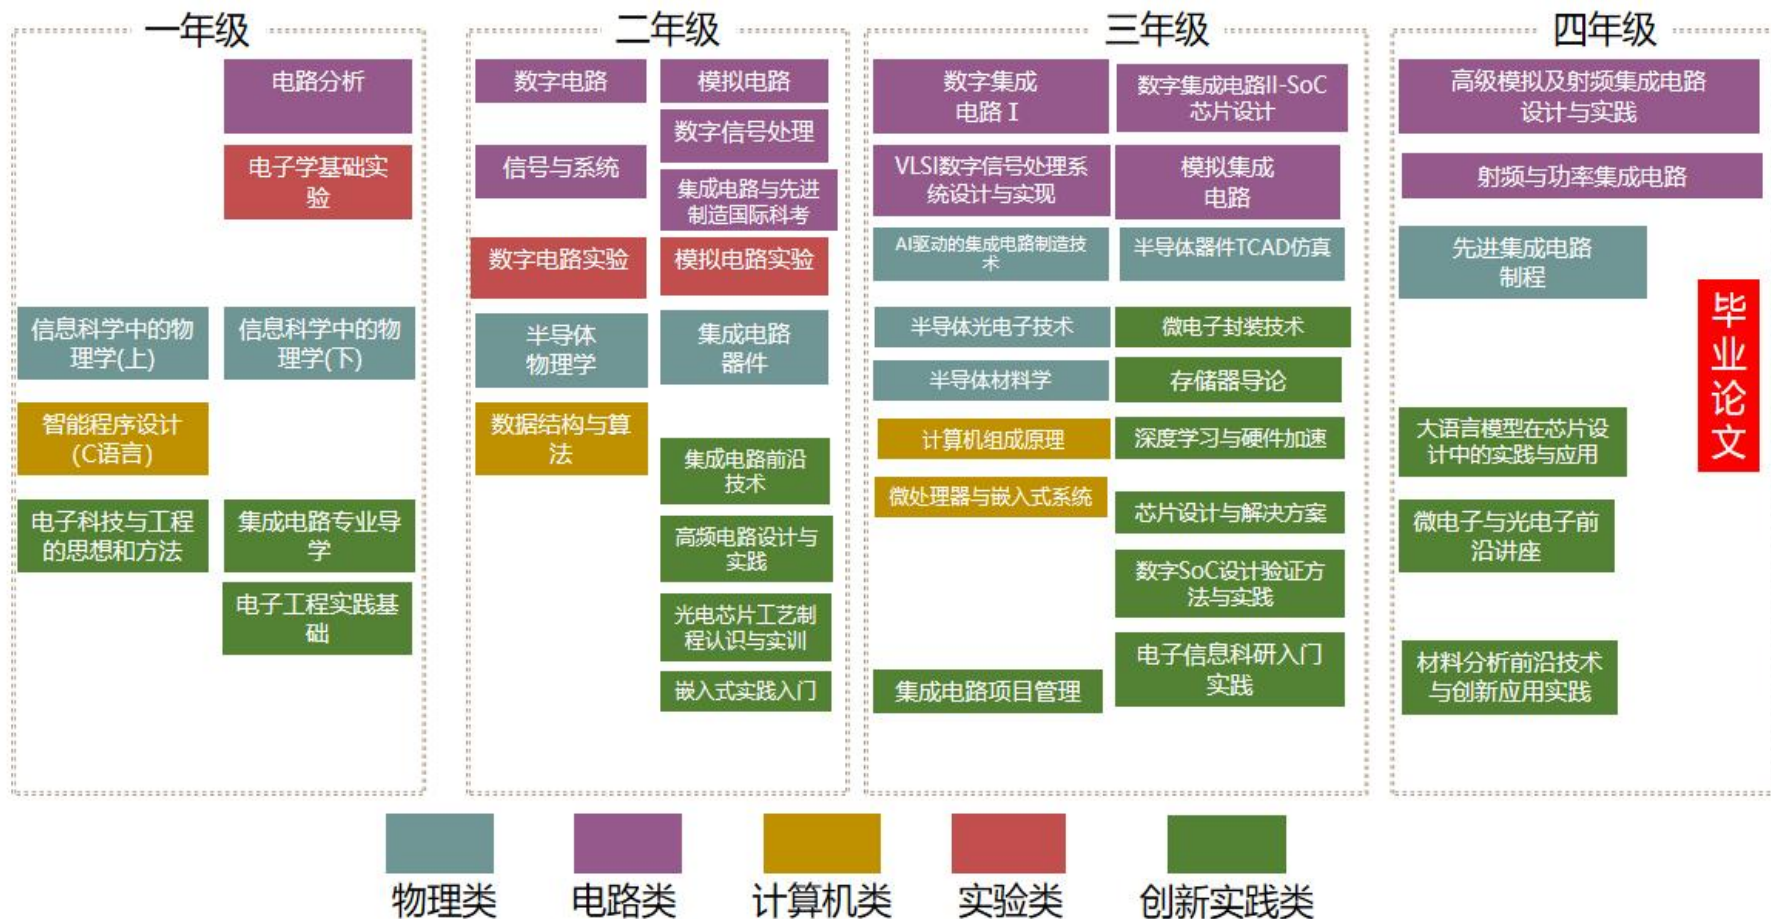 一年级
电路分析
电子学基础实
验
信息科学中的物
理学(上)
信息科学中的物
理学(下)
智能程序设计
(C语言)
电子科技与工程
的思想和方法
集成电路专业导
学
电子工程实践基
础
二年级
数字电路
模拟电路
数字信号处理
信号与系统
集成电路与先进
制造国际科考
数字电路实验
模拟电路实验
半导体
物理学
集成电路
器件
数据结构与算
法
集成电路前沿
技术
高频电路设计与
实践
光电芯片工艺制
程认识与实训
嵌入式实践入门
三年级
数字集成
电路 I
数字集成电路II-SoC
芯片设计
VLSI数字信号处理系
统设计与实现
模拟集成
电路
AI驱动的集成电路制造技
术
半导体器件TCAD仿真
半导体光电子技术
微电子封装技术
半导体材料学
存储器导论
计算机组成原理
深度学习与硬件加速
微处理器与嵌入式系统
芯片设计与解决方案
数字SoC设计验证方
法与实践
电子信息科研入门
实践
集成电路项目管理
四年级
高级模拟及射频集成电路
设计与实践
射频与功率集成电路
先进集成电路
制程
毕业论文
大语言模型在芯片设
计中的实践与应用
微电子与光电子前
沿讲座
材料分析前沿技术
与创新应用实践
物理类
电路类
计算机类
实验类
创新实践类